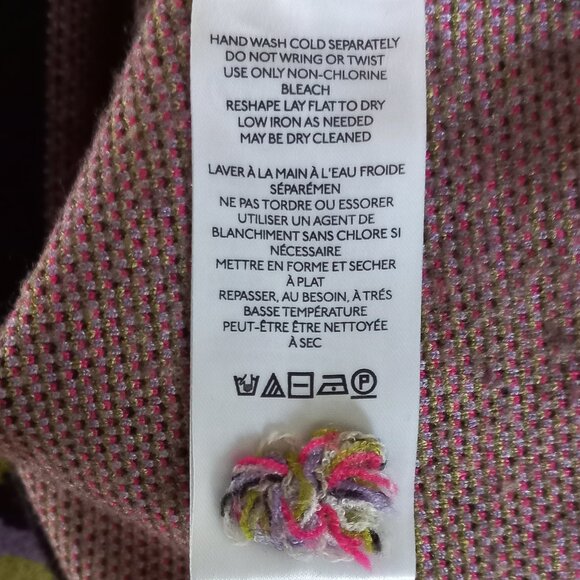 HAND WASH COLD SEPARATELY
DO NOT WRING OR TWIST
USE ONLY NON-CHLORINE
BLEACH
RESHAPE LAY FLAT TO DRY
LOW IRON AS NEEDED
MAY BE DRY CLEANED
LAVER À LA MAIN À L'EAU FROIDE
SÉPARÉMEN
NE PAS TORDRE OU ESSORER
UTILISER UN AGENT DE
BLANCHIMENT SANS CHLORE SI
NÉCESSAIRE
METTRE EN FORME ET SECHER
À PLAT
REPASSER, AU BESOIN, À TRÉS
BASSE TEMPÉRATURE
PEUT-ÊTRE ÊTRE NETTOYÉE
À SEC
P